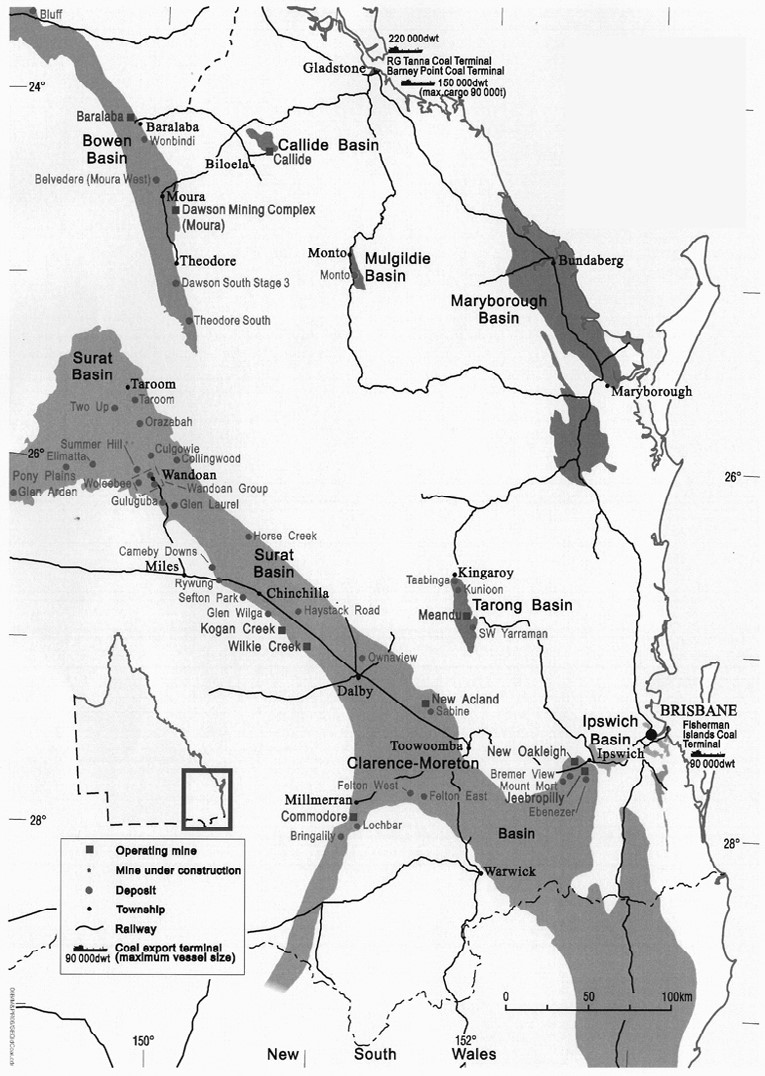 Bluff
220 000dwt
RG Tanna Coal Terminal
Barney Point Coal Terminal
150 000dwt
(max.cargo 90 000t)
Gladstone
24°
Baralaba
Baralaba
Wonbindi
Bowen
Basin
Callide Basin
Callide
Biloela
Belvedere (Moura West)
Moura
Dawson Mining Complex
(Moura)
Theodore
Dawson South Stage 3
Theodore South
Monto
Monto
Mulgildie
Basin
Bundaberg
Maryborough
Basin
Maryborough
Surat
Basin
Taroom
Taroom
Two Up
Orazabah
Summer Hill
Culgowie
Collingwood
Elimatta
26°
26°
Pony Plains
Wandoan
Woleebee
Wandoan Group
Glen Arden
Guluguba
Glen Laurel
Horse Creek
Cameby Downs
Surat
Basin
Miles
Rywung
Chinchilla
Sefton Park
Glen Wilga
Haystack Road
Kogan Creek
Wilkie Creek
Kingaroy
Taabinga
Kunioon
Tarong Basin
Meandu
SW Yarraman
Ownaview
Dalby
New Acland
Sabine
BRISBANE
Ipswich
Basin
Fisherman
Islands Coal
Terminal
90 000dwt
Toowoomba
New Oakleigh
Ipswich
Clarence-Moreton
Bremer View
Mount Mort
Jeebropilly
Ebenezer
Felton West
Felton East
Millmerran
Commodore
Lochbar
Bringalily
Basin
28°
28°
Warwick
Operating mine
Mine under construction
Deposit
Township
Railway
Coal export terminal
(maximum vessel size)
90 000dwt
0 50 100km
150°
152°
New South Wales